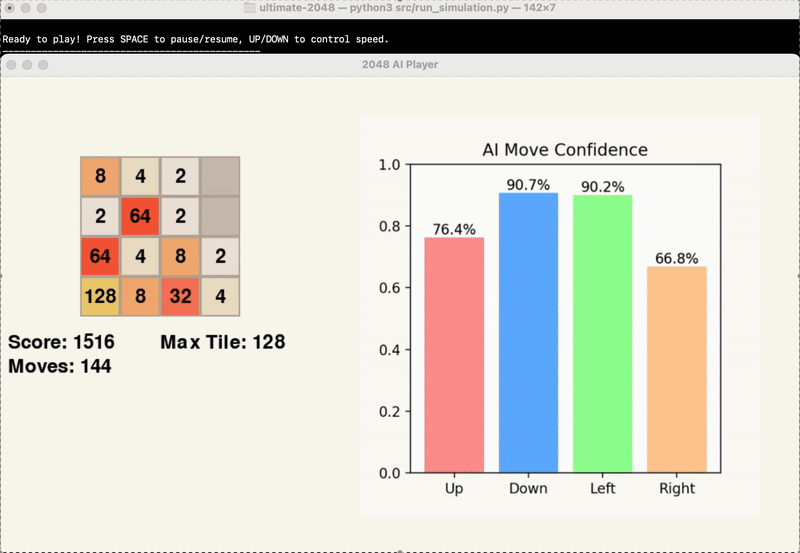 ultimate-2048 — python3 src/run_simulation.py — 142×7
Ready to play! Press SPACE to pause/resume, UP/DOWN to control speed.
2048 AI Player
8 4 2
2 64 2
64 4 8 2
128 8 32 4
Score: 1516 Max Tile: 128
Moves: 144
AI Move Confidence
1.0
0.8
0.6
0.4
0.2
0.0
76.4% 90.7% 90.2% 66.8%
Up Down Left Right